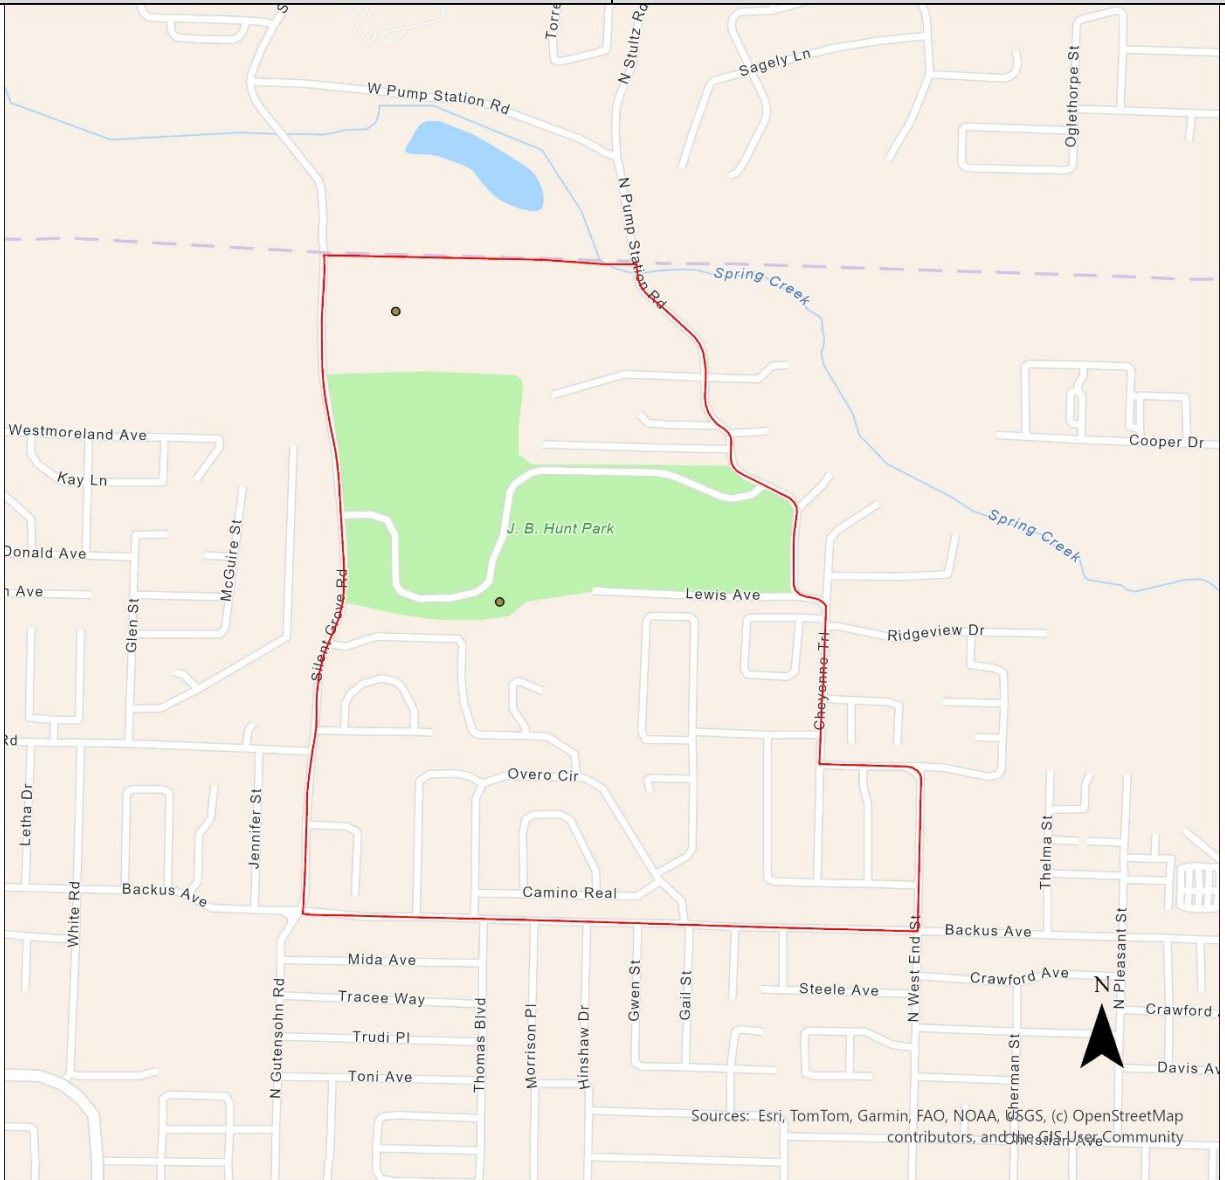 N Stultz Rd
Sagely Ln
Oglethorpe St
W Pump Station Rd
N Pump Station Rd
Spring Creek
Westmoreland Ave
Cooper Dr
Kay Ln
J. B. Hunt Park
Spring Creek
McGuire St
Donald Ave
Ave
Lewis Ave
Glen St
Silent Grove Rd
Ridgeview Dr
Cheyenne Trl
Rd
Overo Cir
Letha Dr
Jennifer St
Thelma St
Camino Real
Backus Ave
White Rd
Backus Ave
N West End St
N Pleasant St
Mida Ave
Crawford Ave
Gwen St
Gail St
Steele Ave
N
Tracee Way
Crawford
N Gutensohn Rd
Thomas Blvd
Morrison Pl
Hinshaw Dr
Trudi Pl
Sherman St
Toni Ave
Davis Av
Sources: Esri, TomTom, Garmin, FAO, NOAA, USGS, (c) OpenStreetMap
contributors, and the GIS User Community
Christian Ave